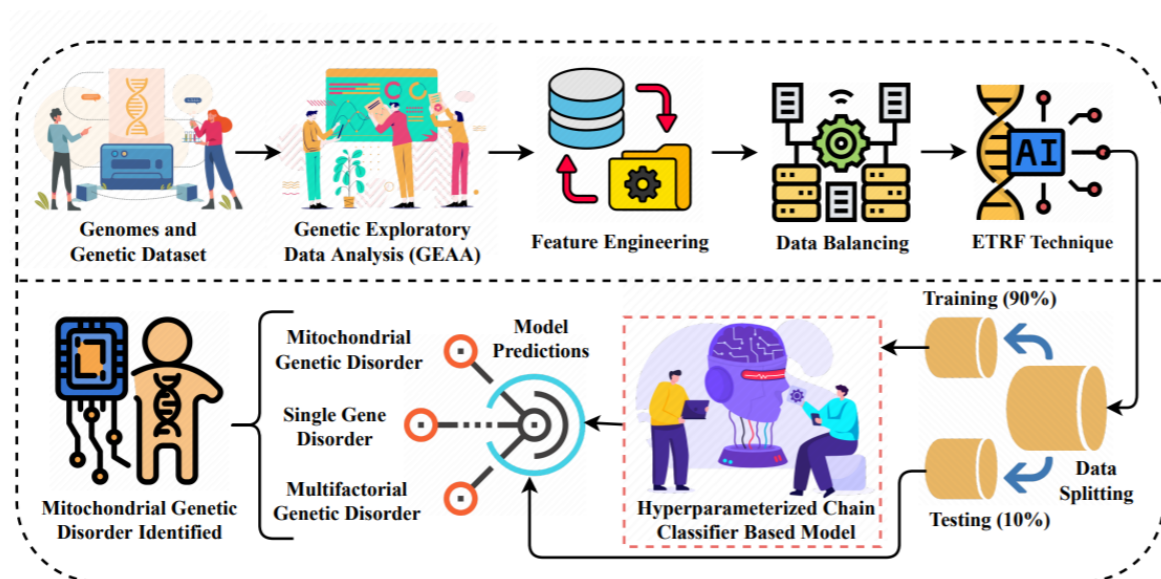 Genomes and
Genetic Dataset
Genetic Exploratory
Data Analysis (GEAA)
Feature Engineering
Data Balancing
AI
ETRF Technique
Training (90%)
Data
Splitting
Testing (10%)
Hyperparameterized Chain
Classifier Based Model
Model
Predictions
Mitochondrial
Genetic Disorder
Single Gene
Disorder
Multifactorial
Genetic Disorder
Mitochondrial Genetic
Disorder Identified